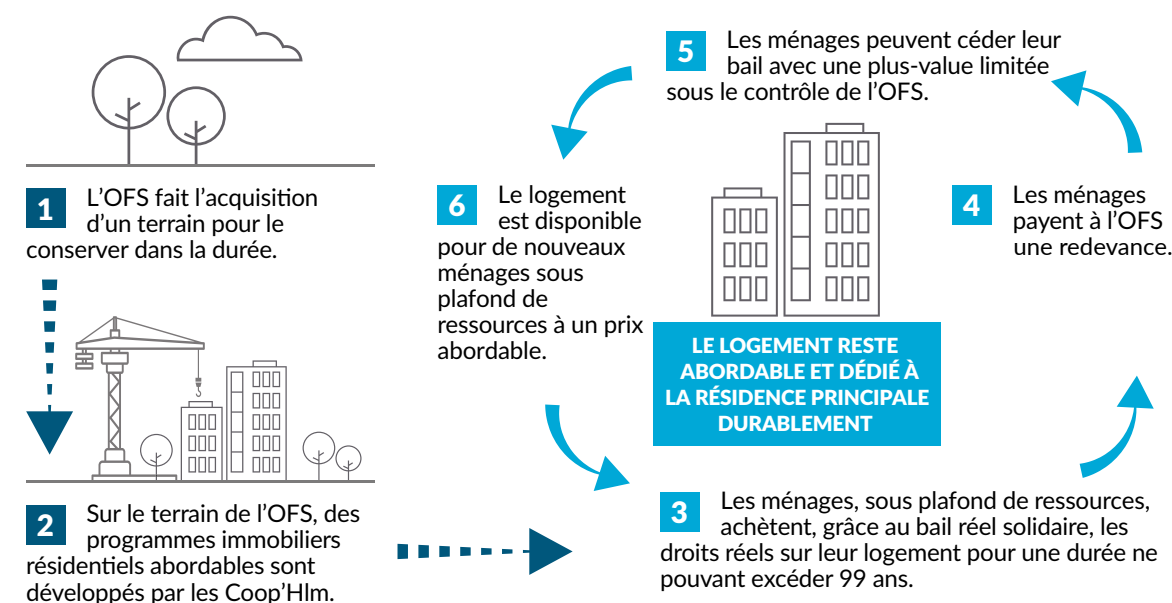 1 L’OFS fait l’acquisition
d’un terrain pour le
conserver dans la durée.
2 Sur le terrain de l’OFS, des
programmes immobiliers
résidentiels abordables sont
développés par les Coop’Hlm.
3 Les ménages, sous plafond de ressources,
achètent, grâce au bail réel solidaire, les
droits réels sur leur logement pour une durée ne
pouvant excéder 99 ans.
4 Les ménages
payent à l’OFS
une redevance.
5 Les ménages peuvent céder leur
bail avec une plus-value limitée
sous le contrôle de l’OFS.
6 Le logement
est disponible
pour de nouveaux
ménages sous
plafond de
ressources à un prix
abordable.
LE LOGEMENT RESTE
ABORDABLE ET DÉDIÉ À
LA RÉSIDENCE PRINCIPALE
DURABLEMENT